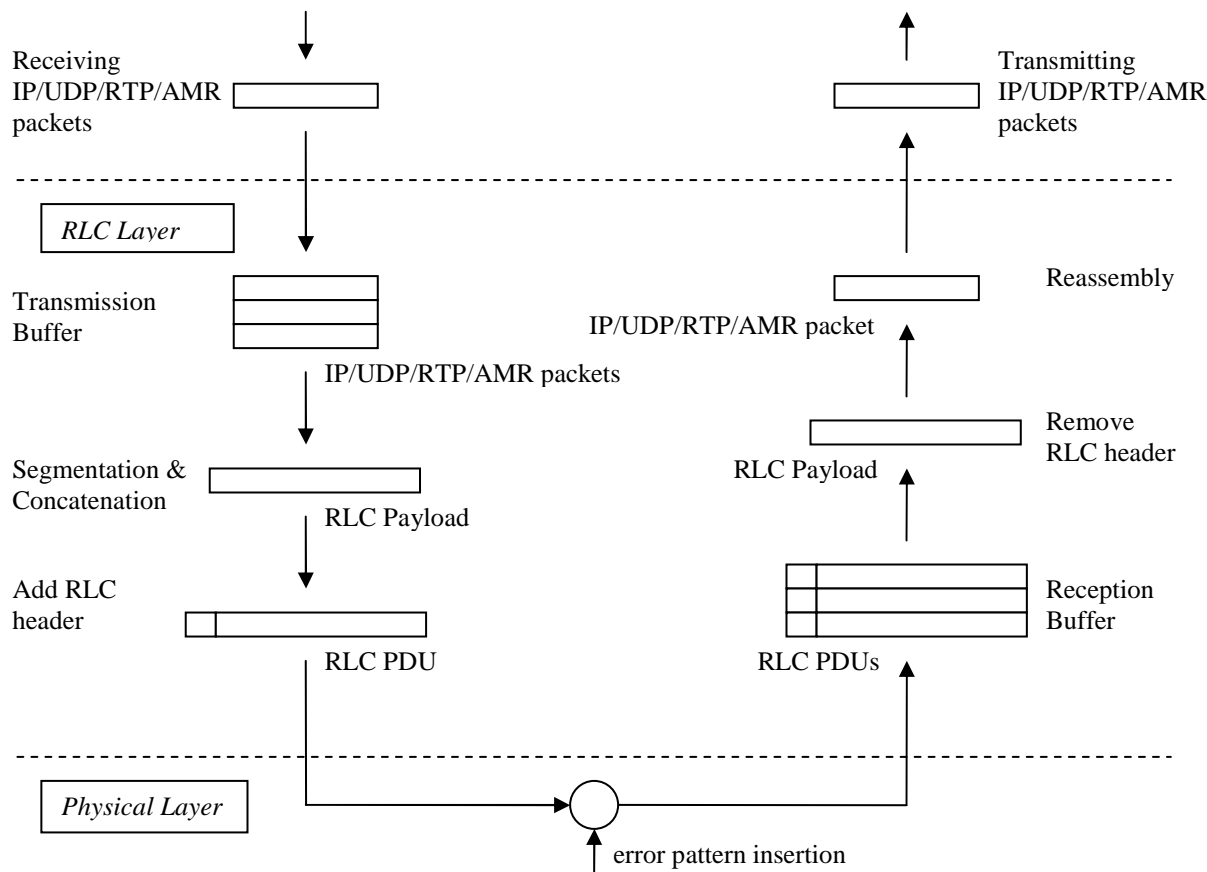 Receiving
IP/UDP/RTP/AMR
packets
Transmitting
IP/UDP/RTP/AMR
packets
RLC Layer
Transmission
Buffer
IP/UDP/RTP/AMR packets
Reassembly
IP/UDP/RTP/AMR packet
Segmentation &
Concatenation
RLC Payload
Remove
RLC header
RLC Payload
Add RLC
header
RLC PDU
Reception
Buffer
RLC PDUs
Physical Layer
error pattern insertion